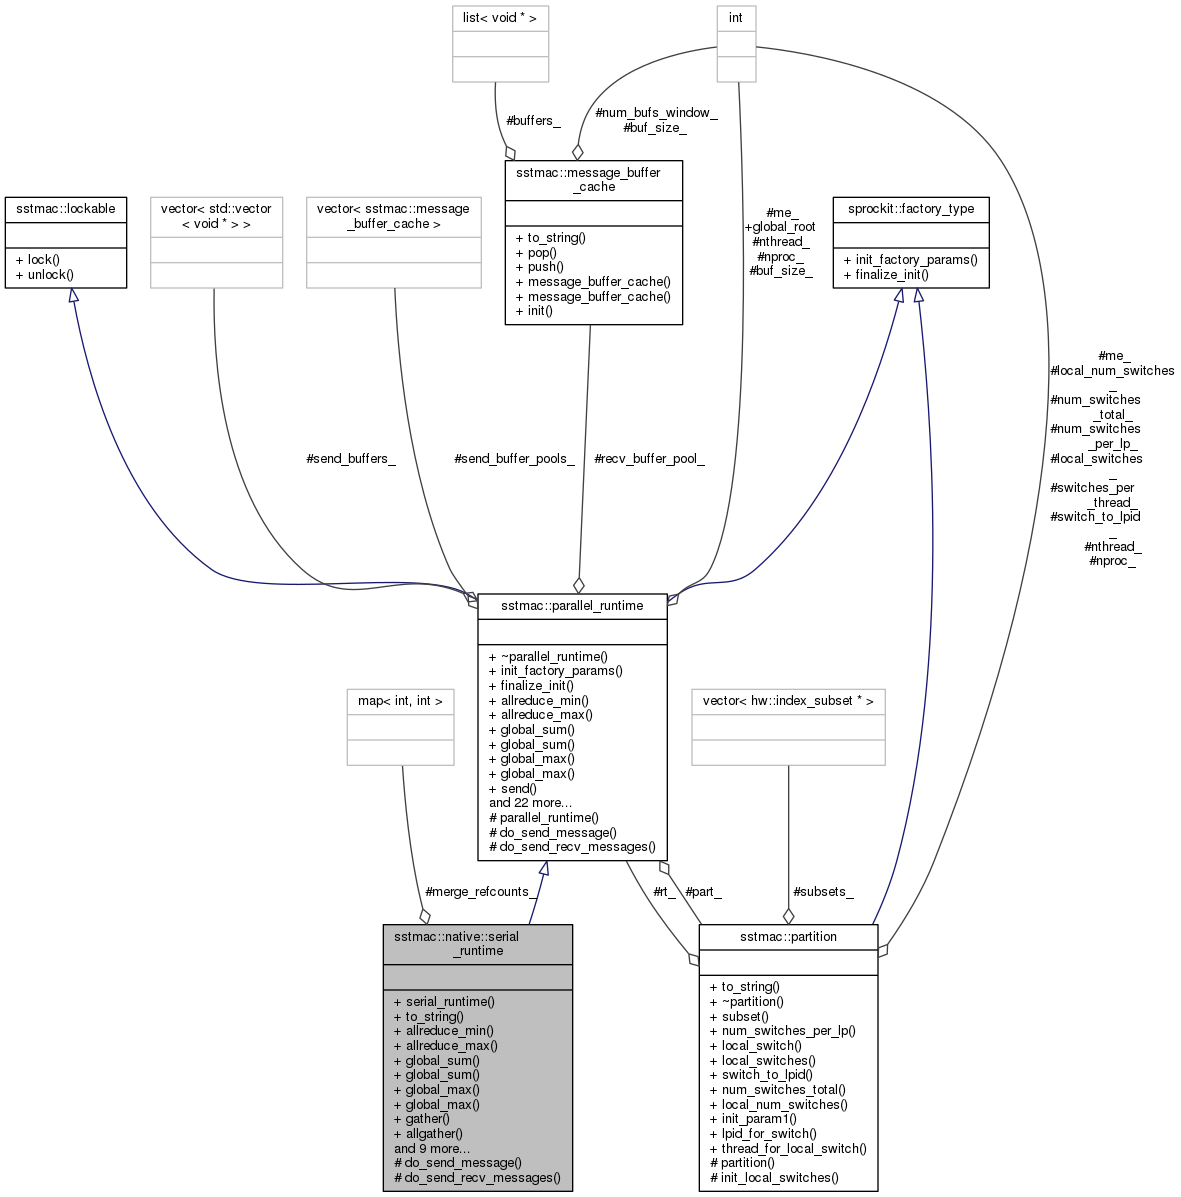 list< void * >
int
#buffers_
#num_bufs_window_
#buf_size_
sstmac::message_buffer
_cache
+ to_string()
+ pop()
+ push()
+ message_buffer_cache()
+ message_buffer_cache()
+ init()
sstmac::lockable
+ lock()
+ unlock()
vector< std::vector
< void * > >
vector< sstmac::message
_buffer_cache >
#me_
+global_root
#nthread_
#nproc_
#buf_size_
sprockit::factory_type
+ init_factory_params()
+ finalize_init()
#me_
#local_num_switches
_
#num_switches
_total_
#num_switches
_per_lp_
#local_switches
_
#switches_per
_thread_
#switch_to_lpid
_
#nthread_
#nproc_
#send_buffers_
#send_buffer_pools_
#recv_buffer_pool_
sstmac::parallel_runtime
+ ~parallel_runtime()
+ init_factory_params()
+ finalize_init()
+ allreduce_min()
+ allreduce_max()
+ global_sum()
+ global_sum()
+ global_max()
+ global_max()
+ send()
and 22 more...
# parallel_runtime()
# do_send_message()
# do_send_recv_messages()
map< int, int >
vector< hw::index_subset * >
#merge_refcounts_
#rt_
#part_
#subsets_
sstmac::native::serial
_runtime
+ serial_runtime()
+ to_string()
+ allreduce_min()
+ allreduce_max()
+ global_sum()
+ global_sum()
+ global_max()
+ global_max()
+ gather()
+ allgather()
and 9 more...
# do_send_message()
# do_send_recv_messages()
sstmac::partition
+ to_string()
+ ~partition()
+ subset()
+ num_switches_per_lp()
+ local_switch()
+ local_switches()
+ switch_to_lpid()
+ num_switches_total()
+ local_num_switches()
+ init_param1()
+ lpid_for_switch()
+ thread_for_local_switch()
# partition()
# init_local_switches()